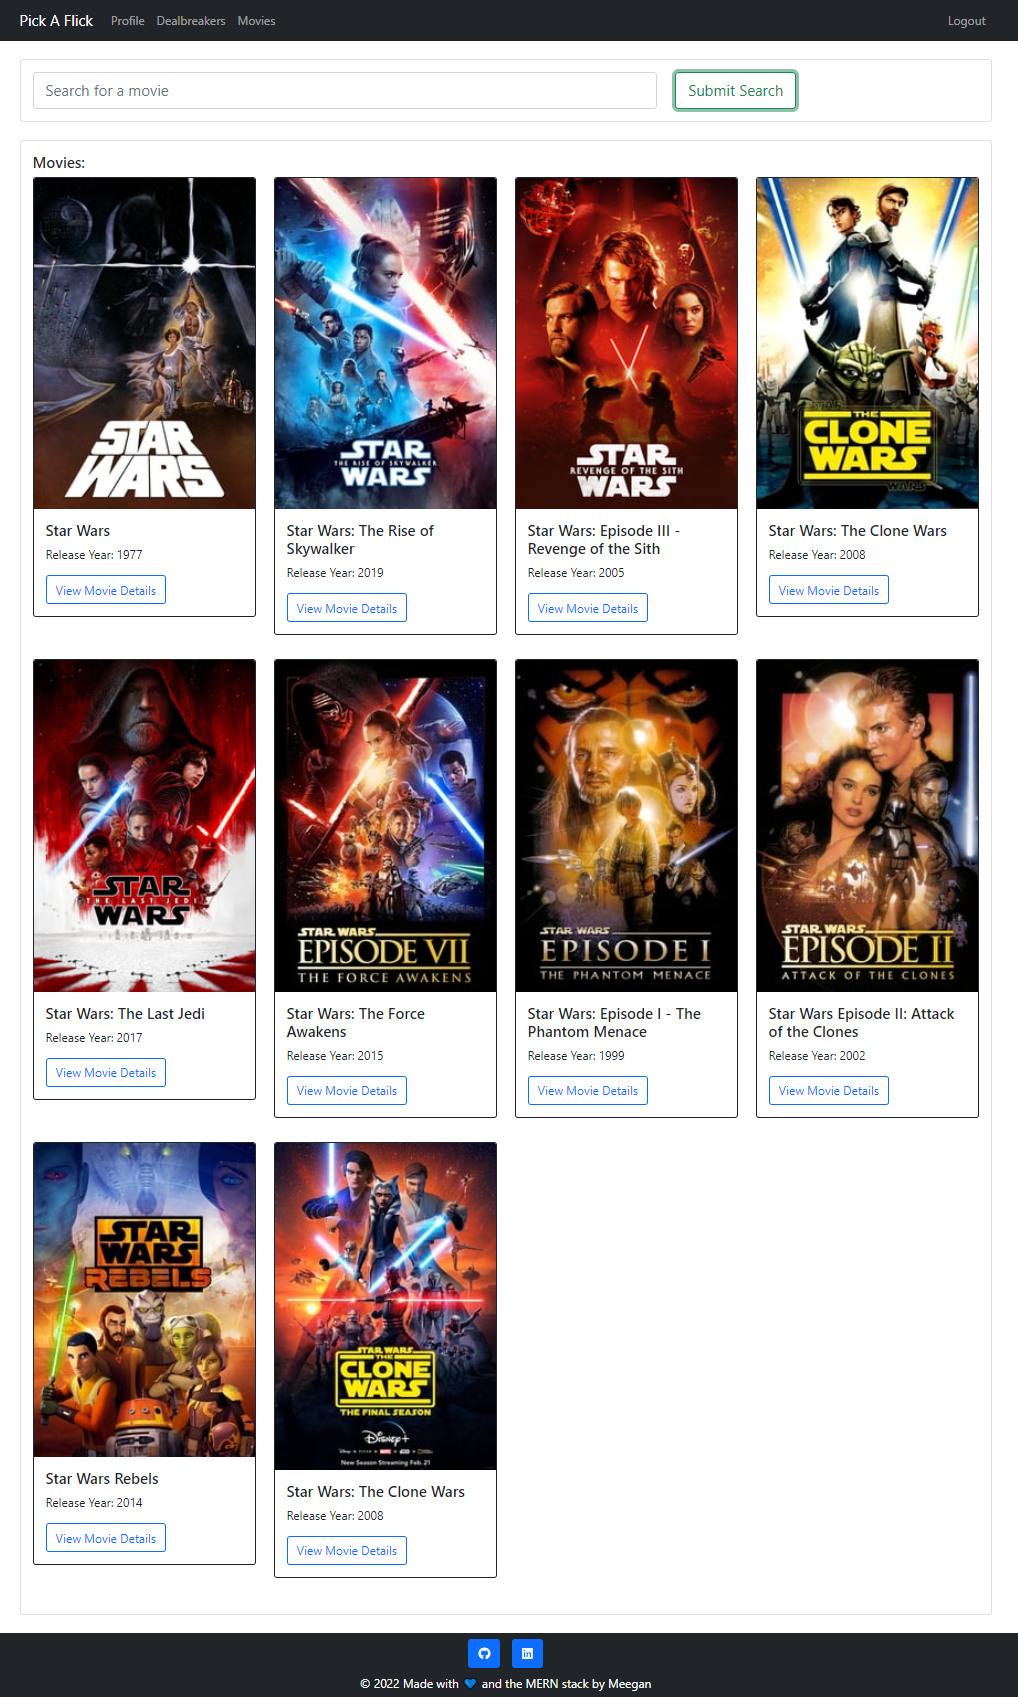 Pick A Flick Profile Dealbreakers Movies Logout
Search for a movie Submit Search
Movies:
STAR
WARS
STAR
THE RISE OF SKYWALKER
WARS
STAR
REVENGE OF THE SITH
WARS
THE
CLONE
WARS
Star Wars
Release Year: 1977
View Movie Details
Star Wars: The Rise of
Skywalker
Release Year: 2019
View Movie Details
Star Wars: Episode III -
Revenge of the Sith
Release Year: 2005
View Movie Details
Star Wars: The Clone Wars
Release Year: 2008
View Movie Details
STAR
THE LAST JEDI
WARS
STAR WARS
EPISODE VII
THE FORCE AWAKENS
STAR WARS
EPISODE I
THE PHANTOM MENACE
STAR WARS
EPISODE II
ATTACK OF THE CLONES
Star Wars: The Last Jedi
Release Year: 2017
View Movie Details
Star Wars: The Force
Awakens
Release Year: 2015
View Movie Details
Star Wars: Episode I - The
Phantom Menace
Release Year: 1999
View Movie Details
Star Wars Episode II: Attack
of the Clones
Release Year: 2002
View Movie Details
STAR
WARS
REBELS
STAR WARS
THE
CLONE
WARS
THE FINAL SEASON
Disney+
New Season Streaming Feb. 21
Star Wars Rebels
Release Year: 2014
View Movie Details
Star Wars: The Clone Wars
Release Year: 2008
View Movie Details
© 2022 Made with 💙 and the MERN stack by Meegan